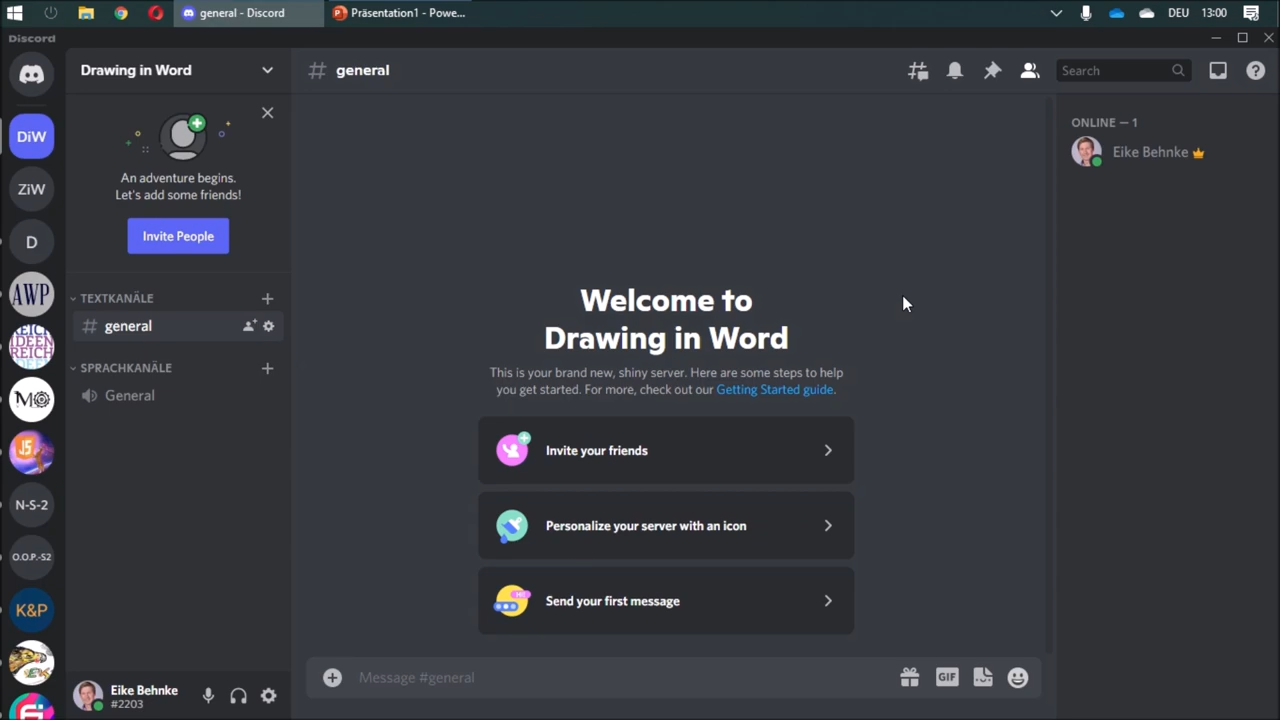 general - Discord
Präsentation1 - Powe...
DEU
13:00
Discord
Drawing in Word
general
Search
An adventure begins.
Let's add some friends!
Invite People
TEXTKANÄLE
general
SPRACHKANÄLE
General
DiW
ZiW
D
AWP
IDEEN
REICH
JS
N-S-2
O.O.P.-S2
K&P
Welcome to
Drawing in Word
This is your brand new, shiny server. Here are some steps to help
you get started. For more, check out our Getting Started guide.
Invite your friends
Personalize your server with an icon
Send your first message
Message #general
GIF
ONLINE — 1
Eike Behnke
Eike Behnke
#2203